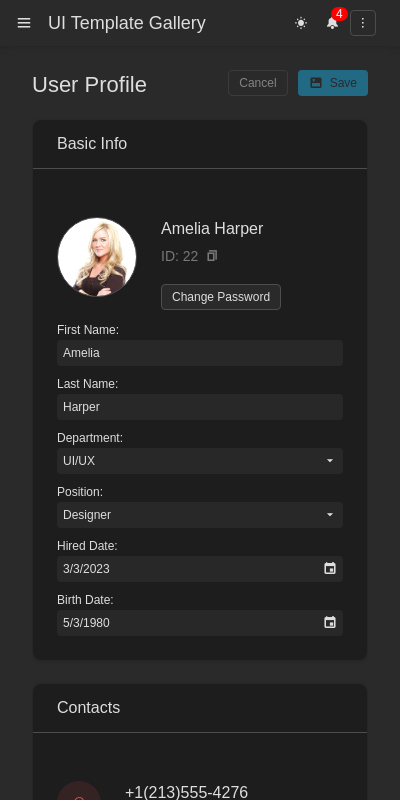 UI Template Gallery
4
User Profile
Cancel
Save
Basic Info
Amelia Harper
ID: 22
Change Password
First Name:
Amelia
Last Name:
Harper
Department:
UI/UX
Position:
Designer
Hired Date:
3/3/2023
Birth Date:
5/3/1980
Contacts
+1(213)555-4276